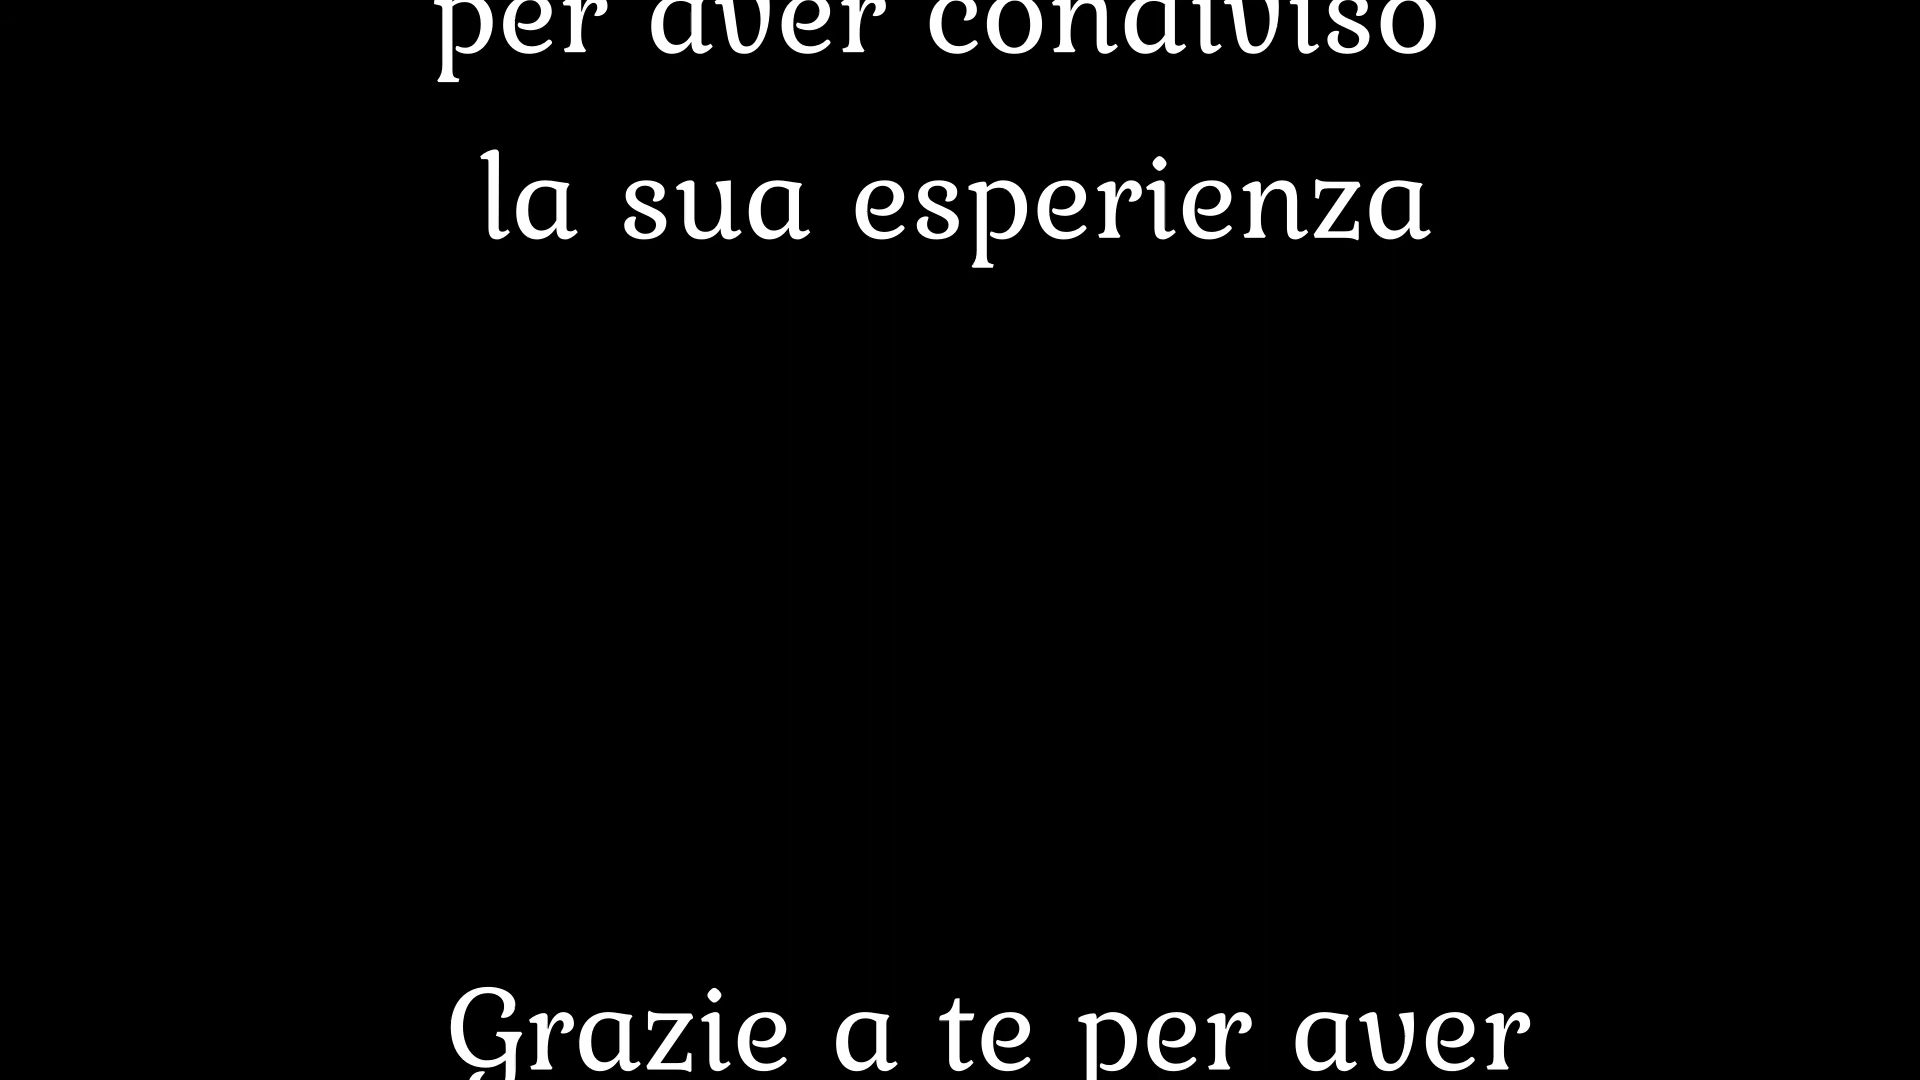 per aver condiviso
la sua esperienza
Grazie a te per aver